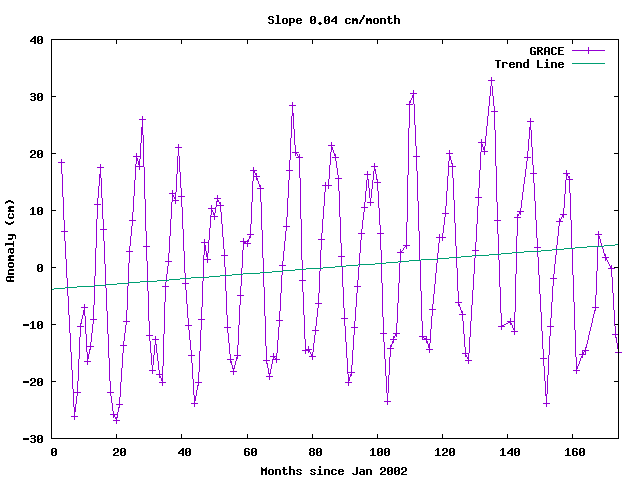 Slope 0.04 cm/month
GRACE
Trend Line
Anomaly (cm)
40
30
20
10
0
-10
-20
-30
0 20 40 60 80 100 120 140 160
Months since Jan 2002